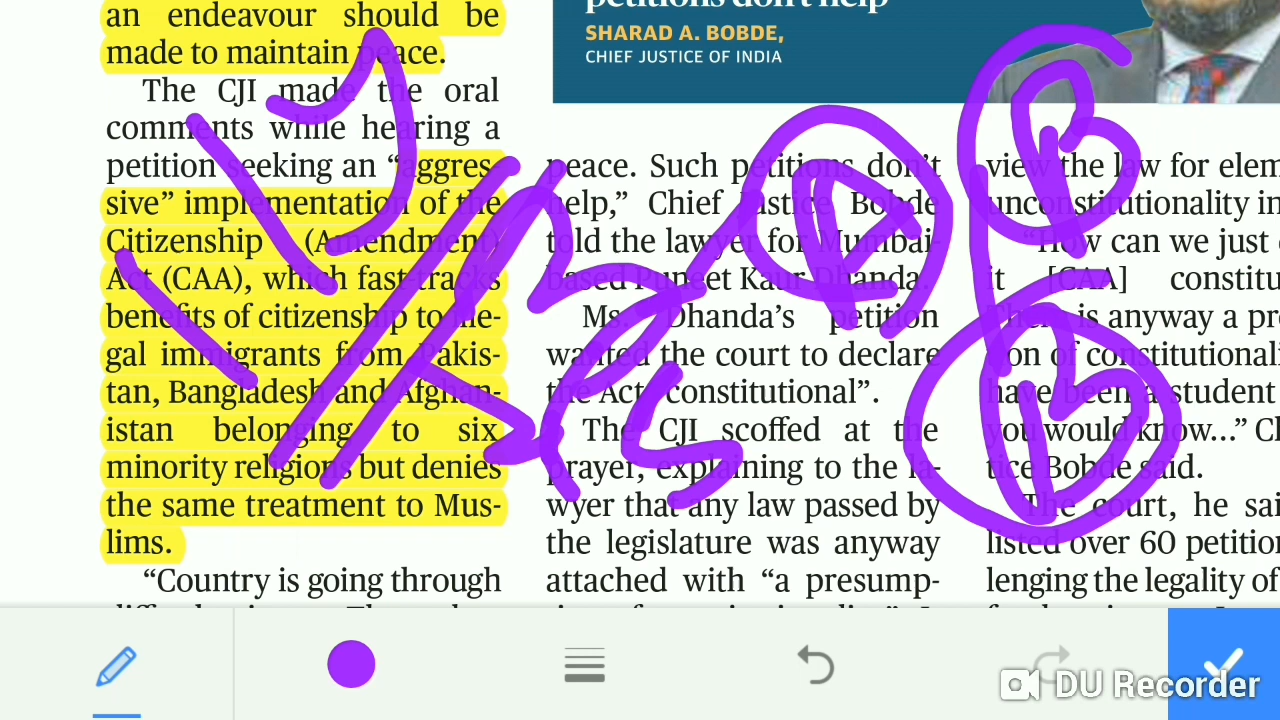 an endeavour should be
made to maintain peace.
The CJI made the oral
comments while hearing a
petition seeking an “aggres-
sive” implementation of the
Citizenship (Amendment)
Act (CAA), which fast-tracks
benefits of citizenship to ille-
gal immigrants from Pakis-
tan, Bangladesh and Afghan-
istan belonging to six
minority religions but denies
the same treatment to Mus-
lims.
“Country is going through
petitions don't help
SHARAD A. BOBDE,
CHIEF JUSTICE OF INDIA
peace. Such petitions don’t
help,” Chief Justice Bobde
told the lawyer for Mumbai-
based Puneet Kaur Dhanda.
Ms. Dhanda’s petition
wanted the court to declare
the Act “constitutional”.
The CJI scoffed at the
prayer, explaining to the la-
wyer that any law passed by
the legislature was anyway
attached with “a presump-
view the law for elem
unconstitutionality in
“How can we just
it [CAA] constitu
There is anyway a pr
ion of constitutionali
have been a student
you would know...” Ch
tice Bobde said.
The court, he sai
listed over 60 petition
lenging the legality of
DU Recorder